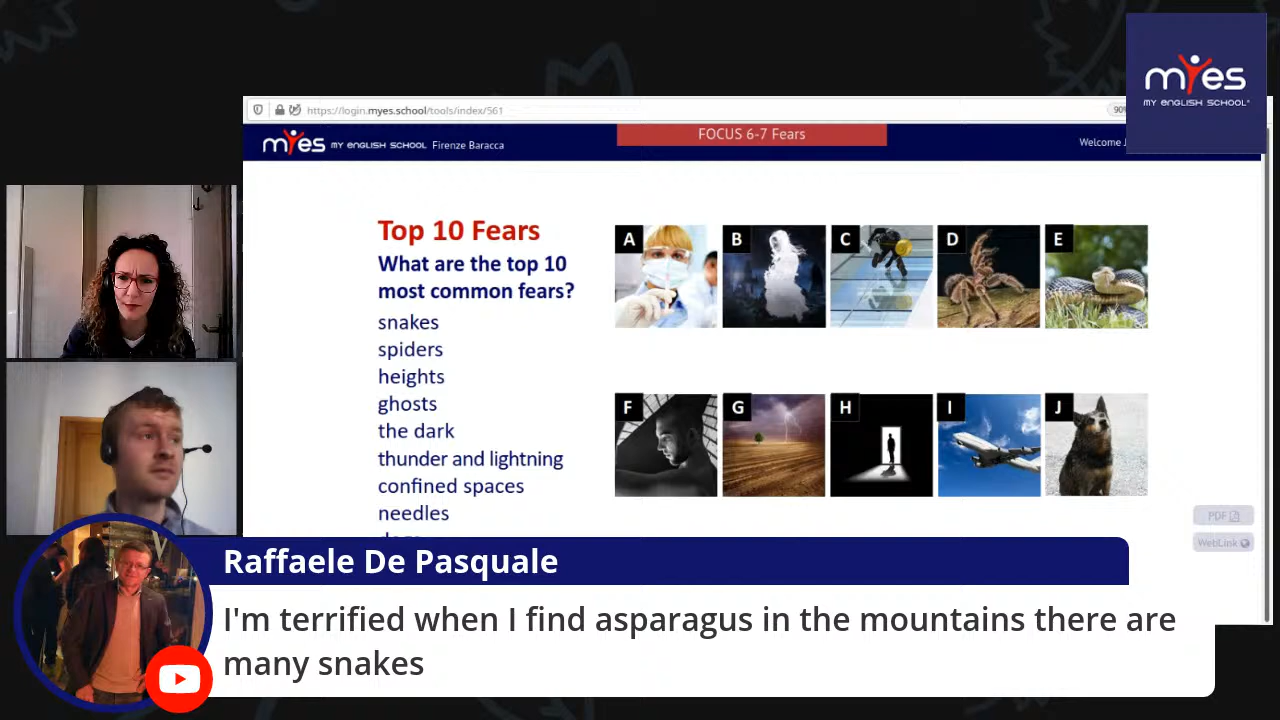 myes
MY ENGLISH SCHOOL
https://login.myes.school/tools/index/561
90%
myes MY ENGLISH SCHOOL Firenze Baracca
FOCUS 6-7 Fears
Welcome J
Top 10 Fears
What are the top 10
most common fears?
snakes
spiders
heights
ghosts
the dark
thunder and lightning
confined spaces
needles
A B C D E
F G H I J
PDF
WebLink
Raffaele De Pasquale
I'm terrified when I find asparagus in the mountains there are
many snakes